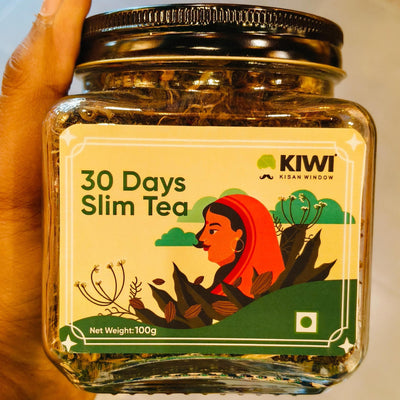 KIWI
KISAN WINDOW
30 Days
Slim Tea
Net Weight: 100g